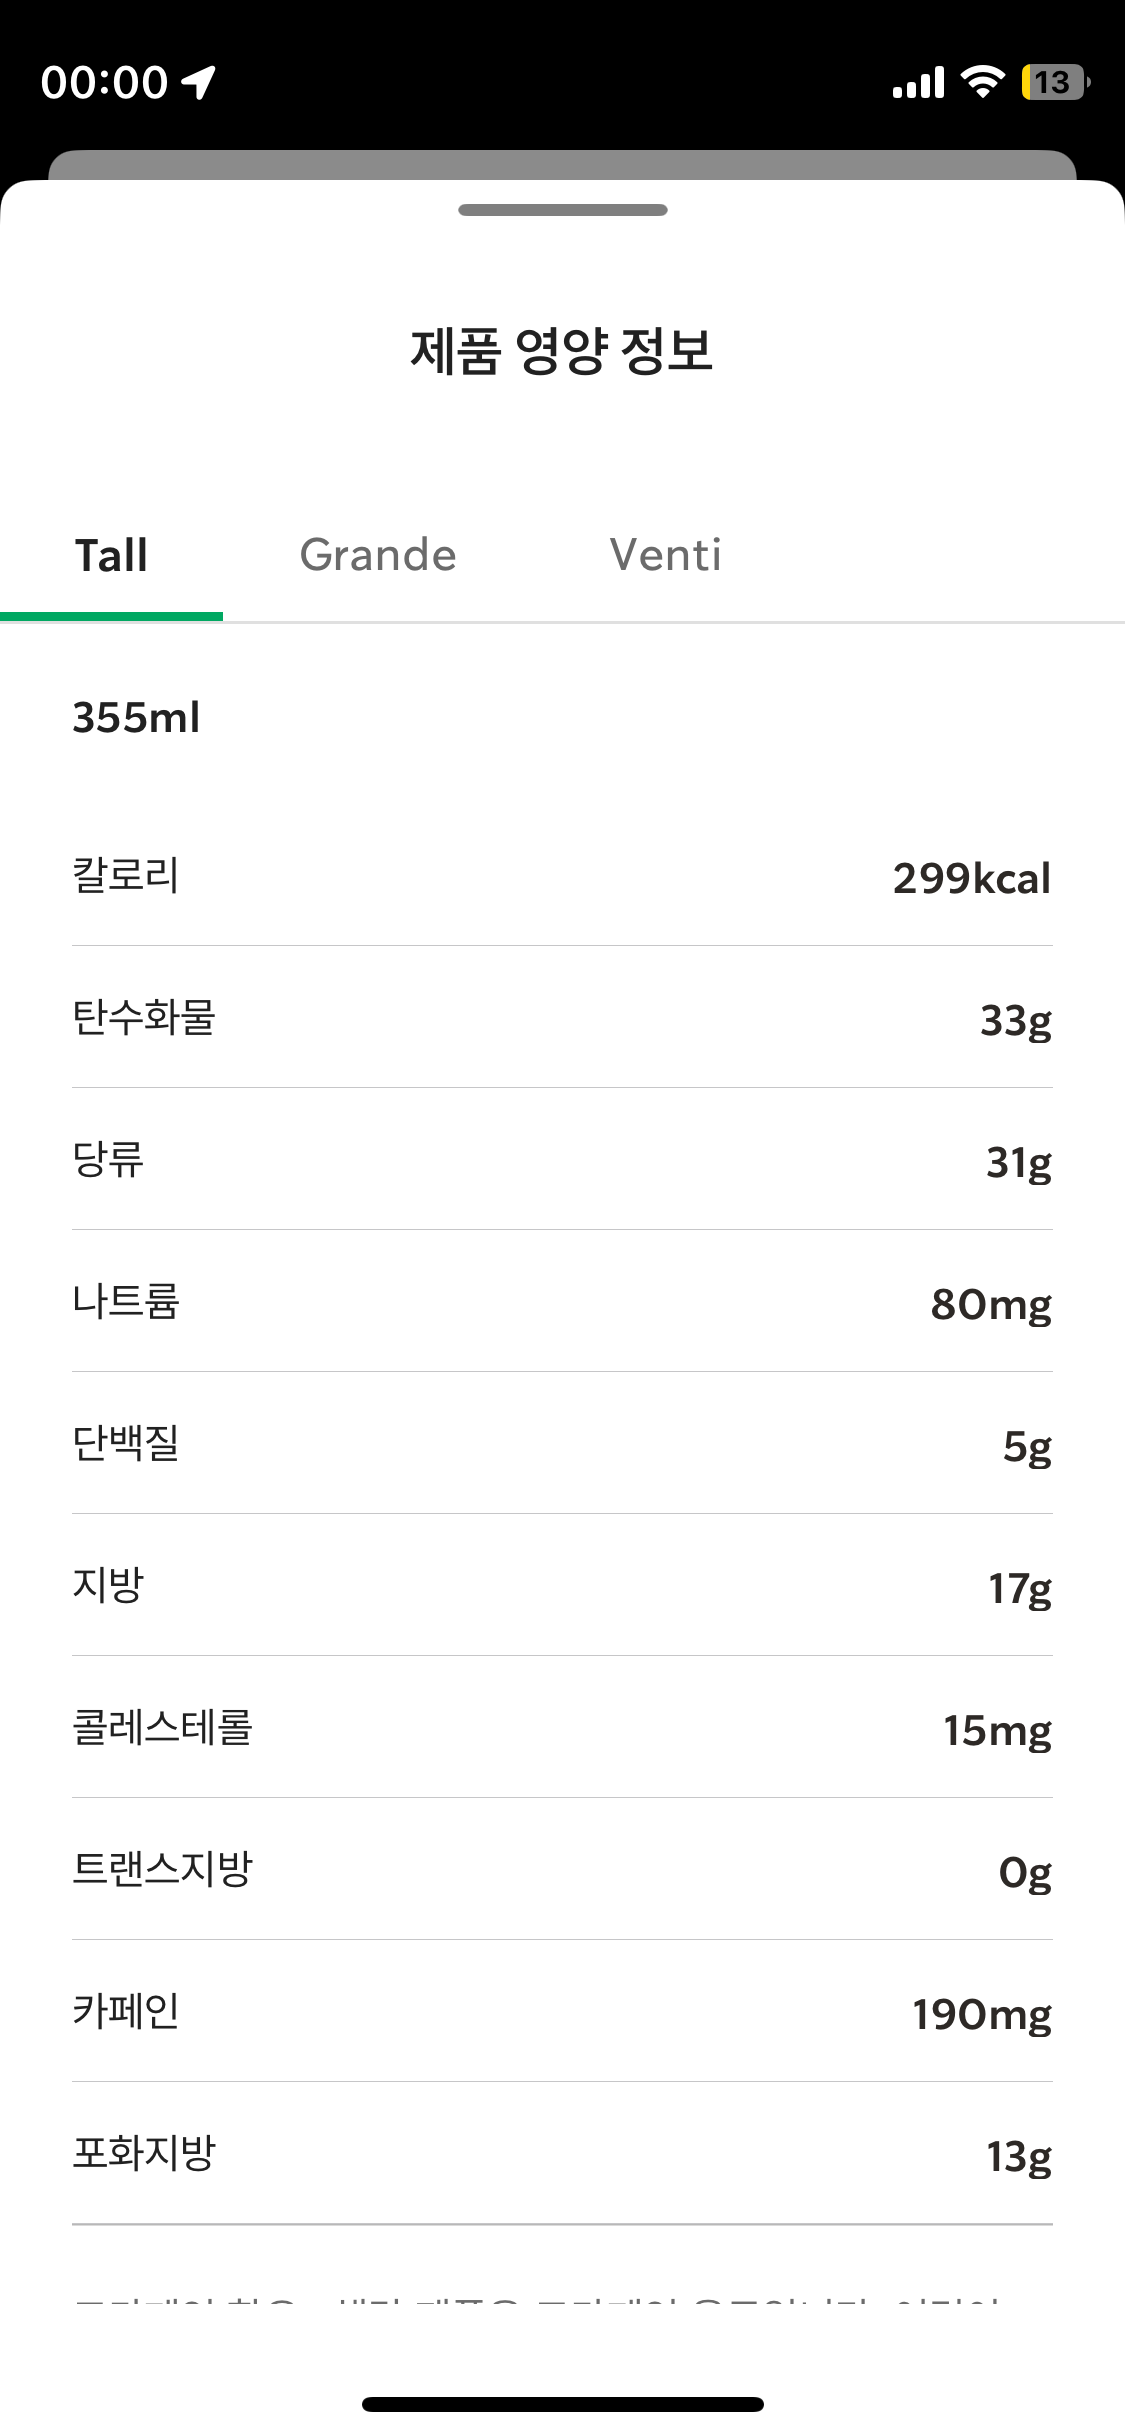 00:00
13
제품 영양 정보
Tall Grande Venti
355ml
칼로리 299kcal
탄수화물 33g
당류 31g
나트륨 80mg
단백질 5g
지방 17g
콜레스테롤 15mg
트랜스지방 0g
카페인 190mg
포화지방 13g